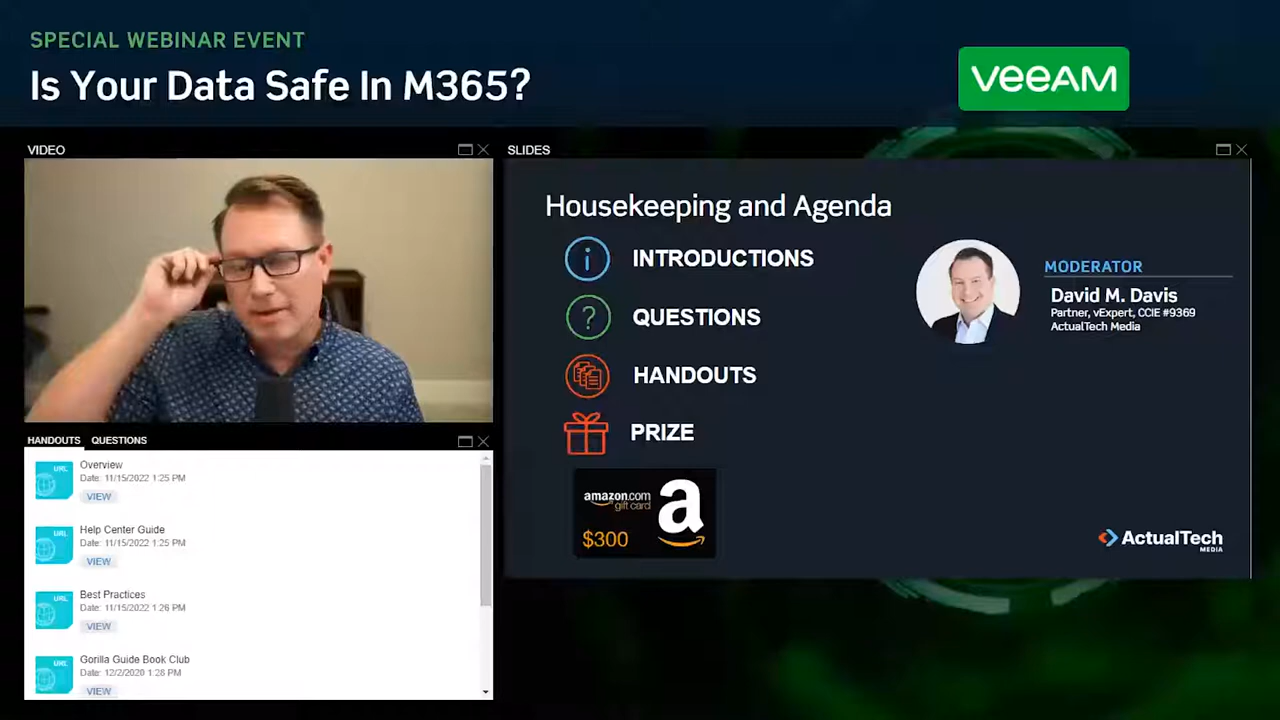 SPECIAL WEBINAR EVENT
Is Your Data Safe In M365?
veeAM
VIDEO
SLIDES
Housekeeping and Agenda
INTRODUCTIONS
QUESTIONS
HANDOUTS
PRIZE
amazon.com
gift card
a
$300
MODERATOR
David M. Davis
Partner, vExpert, CCIE #9369
ActualTech Media
ActualTech
MEDIA
HANDOUTS QUESTIONS
URL
Overview
Date: 11/15/2022 1:25 PM
VIEW
URL
Help Center Guide
Date: 11/15/2022 1:25 PM
VIEW
URL
Best Practices
Date: 11/15/2022 1:26 PM
VIEW
URL
Gorilla Guide Book Club
Date: 12/2/2020 1:28 PM
VIEW